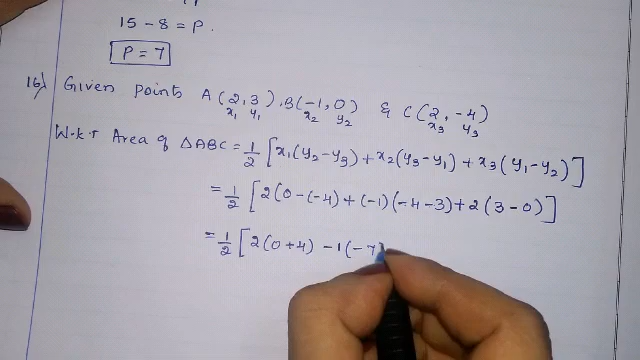 15 - 8 = P.
P = 7
16) Given points A(2, 3), B(-1, 0) & C(2, -4)
x₁ y₁ x₂ y₂ x₃ y₃
W.k.T Area of ΔABC = 1/2 [x₁(y₂-y₃) + x₂(y₃-y₁) + x₃(y₁-y₂)]
= 1/2 [2(0-(-4) + (-1)(-4-3) + 2(3-0)]
= 1/2 [2(0+4) -1(-7)